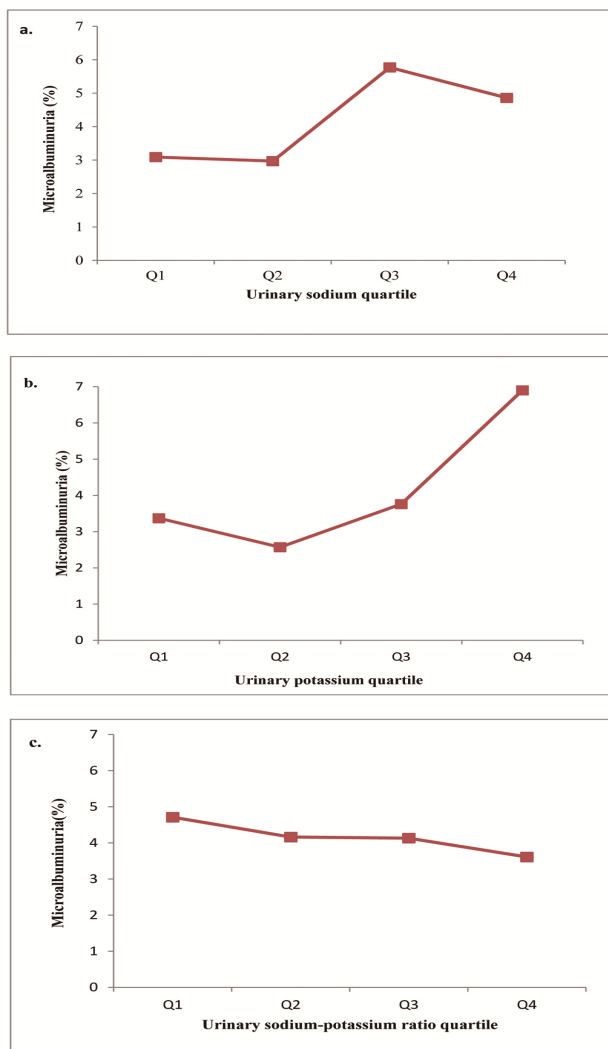 a.
7
6
5
4
3
2
1
0
Microalbuminuria (%)
Q1 Q2 Q3 Q4
Urinary sodium quartile
b.
7
6
5
4
3
2
1
0
Microalbuminuria (%)
Q1 Q2 Q3 Q4
Urinary potassium quartile
c.
7
6
5
4
3
2
1
0
Microalbuminuria(%)
Q1 Q2 Q3 Q4
Urinary sodium-potassium ratio quartile